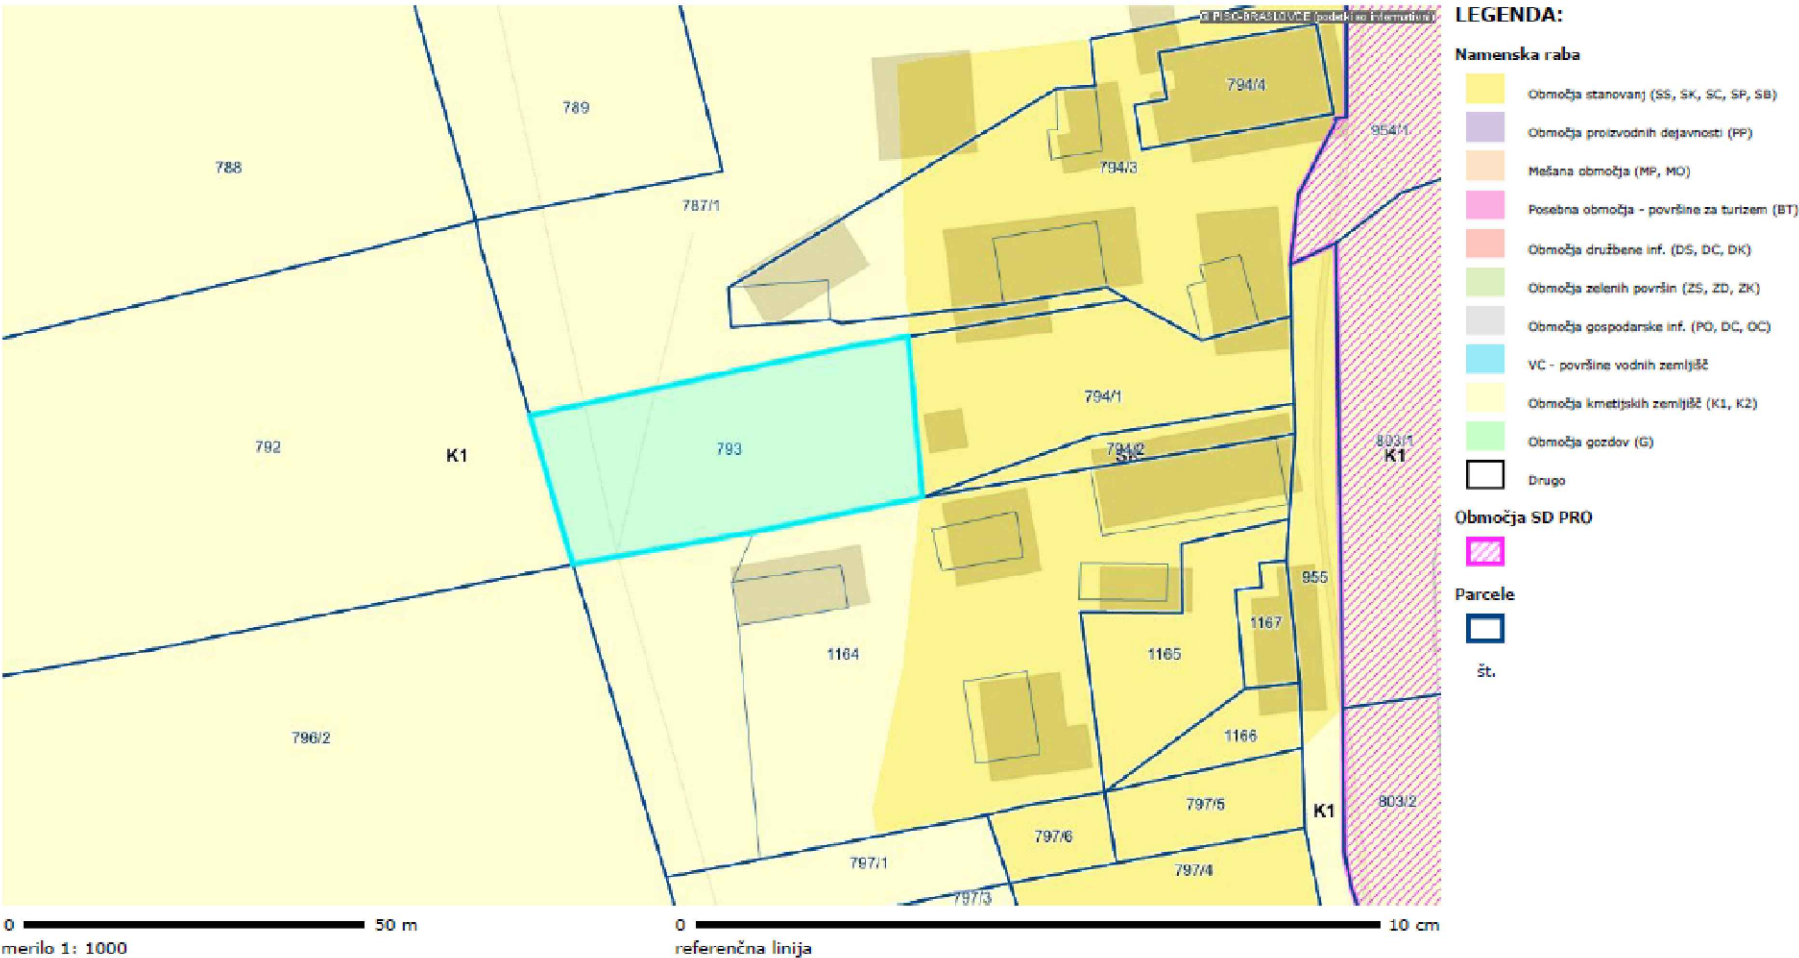 © PISO-BRASLOVČE (podatki so informativni)
789
788
787/1
794/4
954/1
794/3
792
K1
793
794/1
794/2
803/1
K1
955
1167
1164
1165
796/2
1166
797/5
803/2
K1
797/6
797/1
797/4
797/3
0 50 m
merilo 1: 1000
0 10 cm
referenčna linija
LEGENDA:
Namenska raba
Območja stanovanj (SS, SK, SC, SP, SB)
Območja proizvodnih dejavnosti (PP)
Mešana območja (MP, MO)
Posebna območja - površine za turizem (BT)
Območja družbene inf. (DS, DC, DK)
Območja zelenih površin (ZS, ZD, ZK)
Območja gospodarske inf. (PO, DC, OC)
VC - površine vodnih zemljišč
Območja kmetijskih zemljišč (K1, K2)
Območja gozdov (G)
Drugo
Območja SD PRO
Parcele
št.